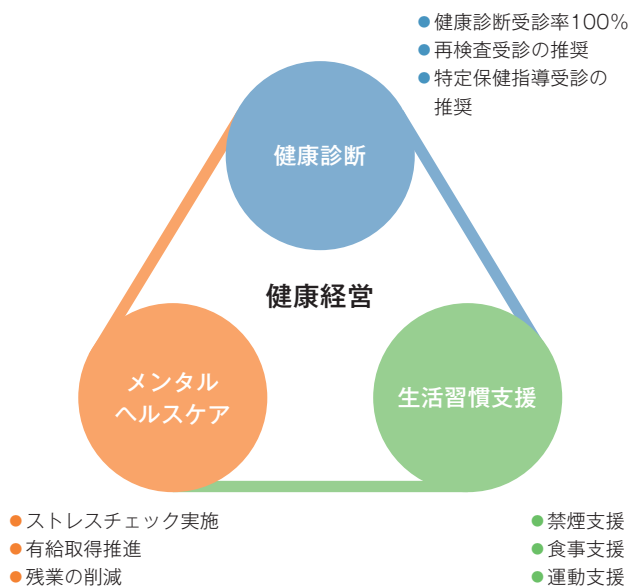 ●健康診断受診率100%
●再検査受診の推奨
●特定保健指導受診の
推奨
健康診断
健康経営
メンタル
ヘルスケア
生活習慣支援
●ストレスチェック実施
●有給取得推進
●残業の削減
●禁煙支援
●食事支援
●運動支援